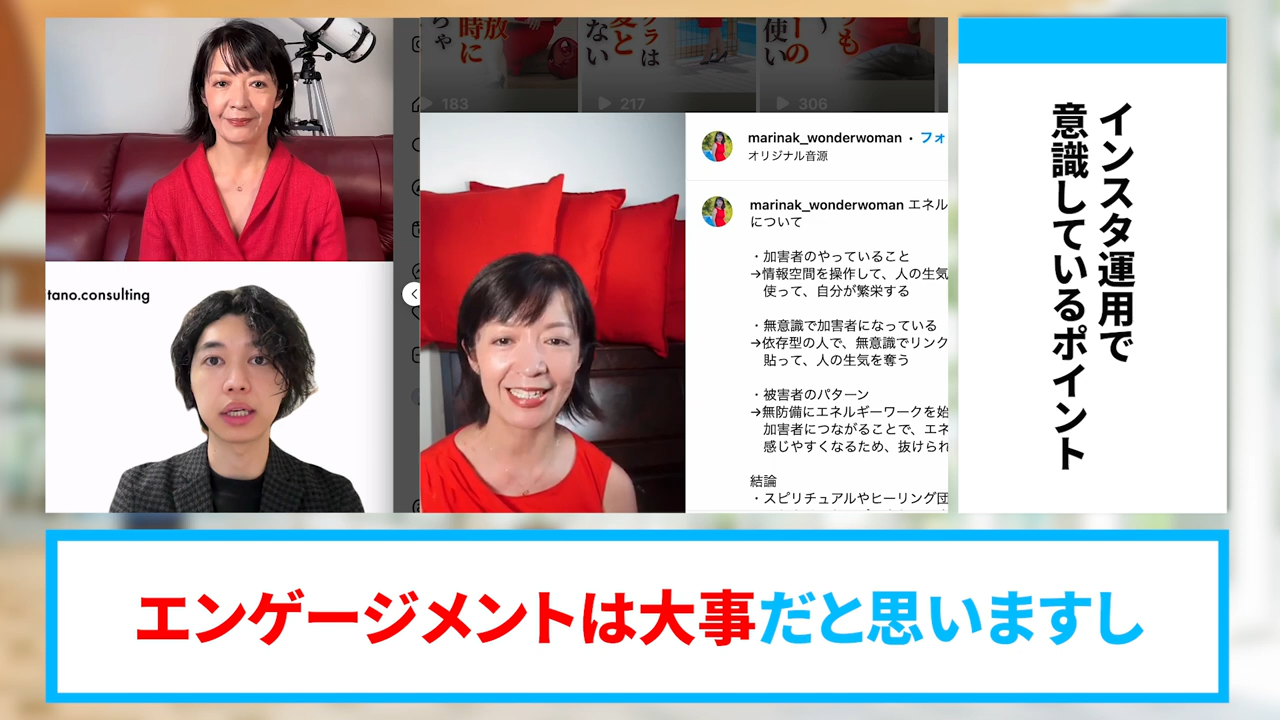 183
217
306
tano.consulting
marinak_wonderwoman・フォ
オリジナル音源
marinak_wonderwoman エネル
について
・加害者のやっていること
→情報空間を操作して、人の生気
使って、自分が繁栄する
・無意識で加害者になっている
→依存型の人で、無意識でリンク
貼って、人の生気を奪う
・被害者のパターン
→無防備にエネルギーワークを始
加害者につながることで、エネ
感じやすくなるため、抜けられ
結論
・スピリチュアルやヒーリング団
インスタ運用で
意識しているポイント
エンゲージメントは大事だと思いますし